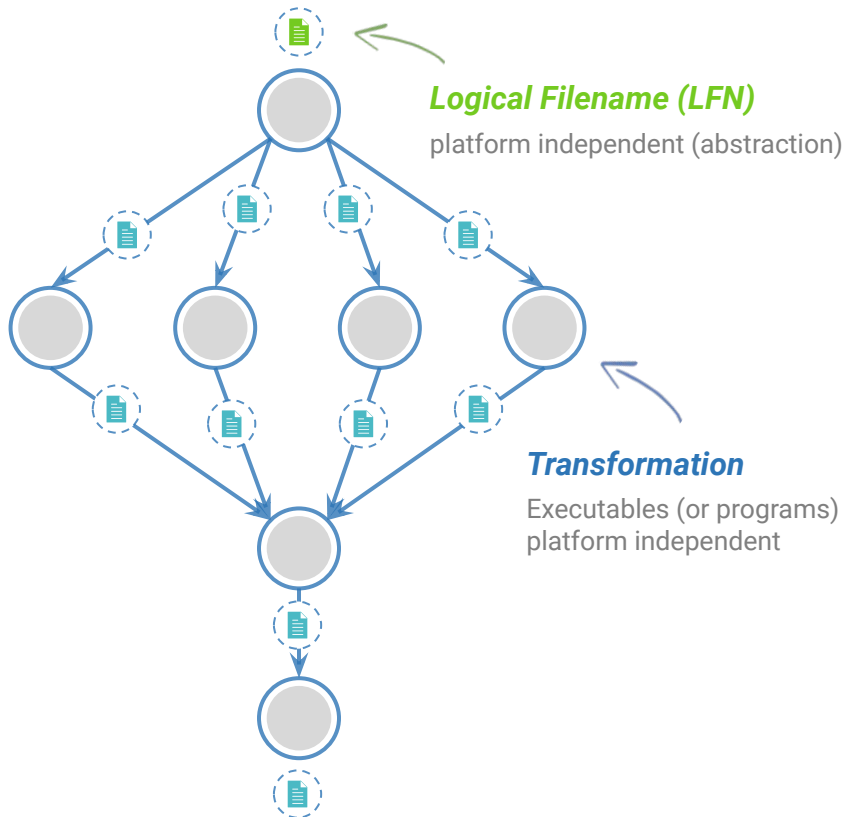 Logical Filename (LFN)
platform independent (abstraction)
Transformation
Executables (or programs)
platform independent